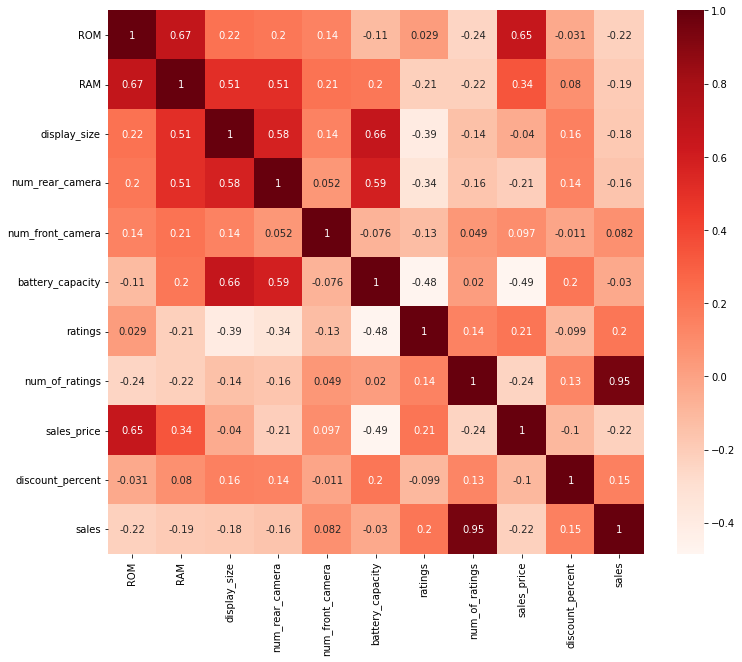 ROM 1 0.67 0.22 0.2 0.14 -0.11 0.029 -0.24 0.65 -0.031 -0.22
RAM 0.67 1 0.51 0.51 0.21 0.2 -0.21 -0.22 0.34 0.08 -0.19
display_size 0.22 0.51 1 0.58 0.14 0.66 -0.39 -0.14 -0.04 0.16 -0.18
num_rear_camera 0.2 0.51 0.58 1 0.052 0.59 -0.34 -0.16 -0.21 0.14 -0.16
num_front_camera 0.14 0.21 0.14 0.052 1 -0.076 -0.13 0.049 0.097 -0.011 0.082
battery_capacity -0.11 0.2 0.66 0.59 -0.076 1 -0.48 0.02 -0.49 0.2 -0.03
ratings 0.029 -0.21 -0.39 -0.34 -0.13 -0.48 1 0.14 0.21 -0.099 0.2
num_of_ratings -0.24 -0.22 -0.14 -0.16 0.049 0.02 0.14 1 -0.24 0.13 0.95
sales_price 0.65 0.34 -0.04 -0.21 0.097 -0.49 0.21 -0.24 1 -0.1 -0.22
discount_percent -0.031 0.08 0.16 0.14 -0.011 0.2 -0.099 0.13 -0.1 1 0.15
sales -0.22 -0.19 -0.18 -0.16 0.082 -0.03 0.2 0.95 -0.22 0.15 1
ROM RAM display_size num_rear_camera num_front_camera battery_capacity ratings num_of_ratings sales_price discount_percent sales
1.0
0.8
0.6
0.4
0.2
0.0
−0.2
−0.4